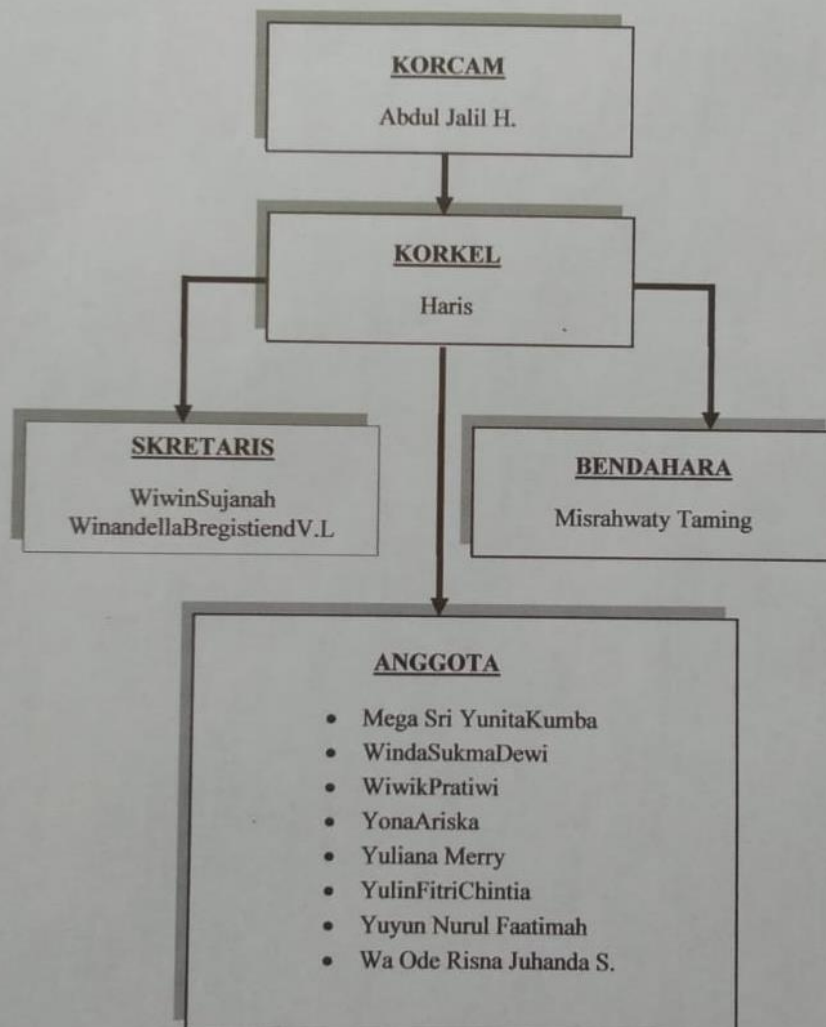 KORCAM
Abdul Jalil H.
KORKEL
Haris
SKRETARIS
WiwinSujanah
WinandellaBregistiendV.L
BENDAHARA
Misrahwaty Taming
ANGGOTA
• Mega Sri YunitaKumba
• WindaSukmaDewi
• WiwikPratiwi
• YonaAriska
• Yuliana Merry
• YulinFitriChintia
• Yuyun Nurul Faatimah
• Wa Ode Risna Juhanda S.